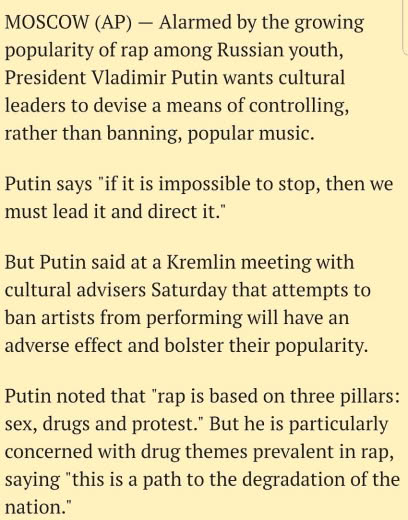 MOSCOW (AP) — Alarmed by the growing
popularity of rap among Russian youth,
President Vladimir Putin wants cultural
leaders to devise a means of controlling,
rather than banning, popular music.
Putin says "if it is impossible to stop, then we
must lead it and direct it."
But Putin said at a Kremlin meeting with
cultural advisers Saturday that attempts to
ban artists from performing will have an
adverse effect and bolster their popularity.
Putin noted that "rap is based on three pillars:
sex, drugs and protest." But he is particularly
concerned with drug themes prevalent in rap,
saying "this is a path to the degradation of the
nation."